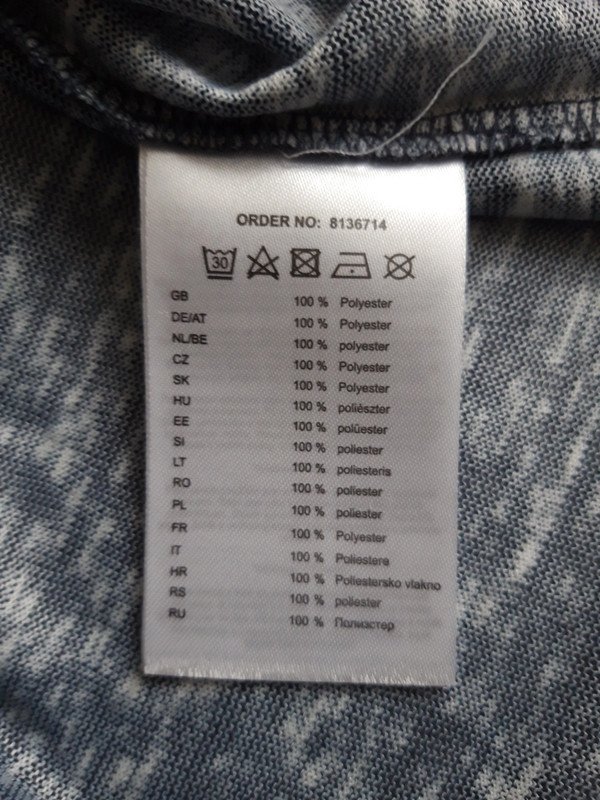 ORDER NO: 8136714
30
GB 100 % Polyester
DE/AT 100 % Polyester
NL/BE 100 % polyester
CZ 100 % Polyester
SK 100 % Polyester
HU 100 % poliészter
EE 100 % polüester
SI 100 % poliester
LT 100 % poliesteris
RO 100 % poliester
PL 100 % poliester
FR 100 % Polyester
IT 100 % Poliestere
HR 100 % Poliestersko vlakno
RS 100 % poliester
RU 100 % Полиэстер